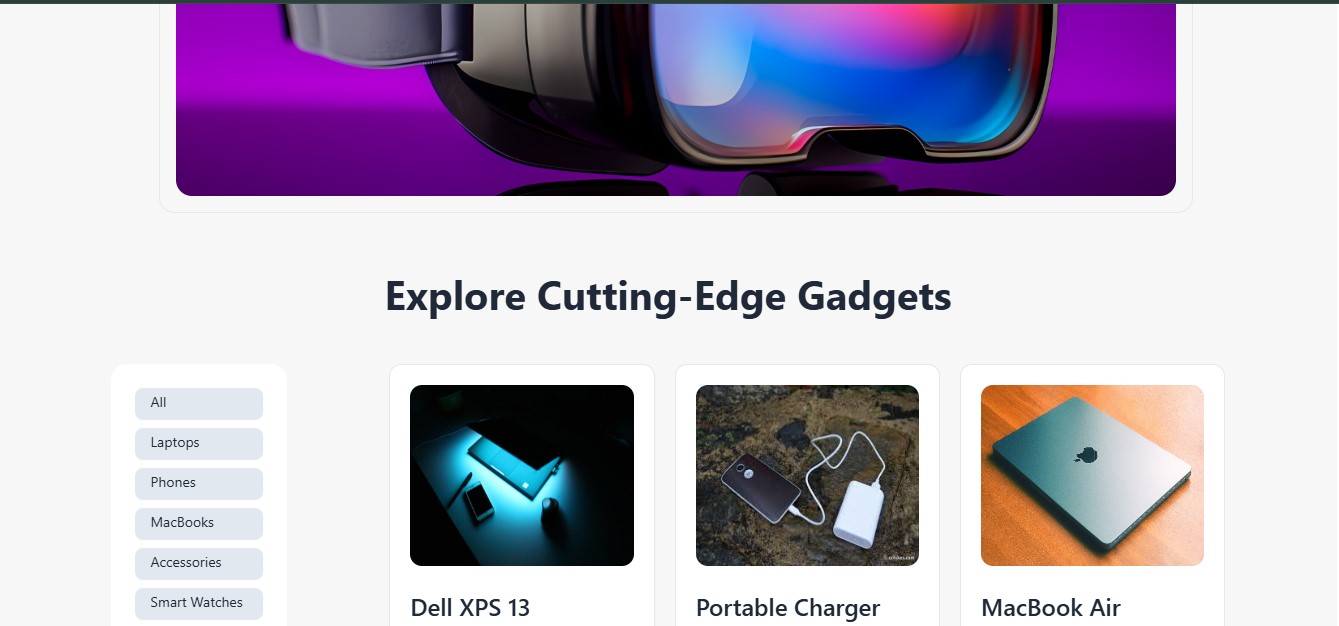 Explore Cutting-Edge Gadgets
All
Laptops
Phones
MacBooks
Accessories
Smart Watches
Dell XPS 13
Portable Charger
MacBook Air